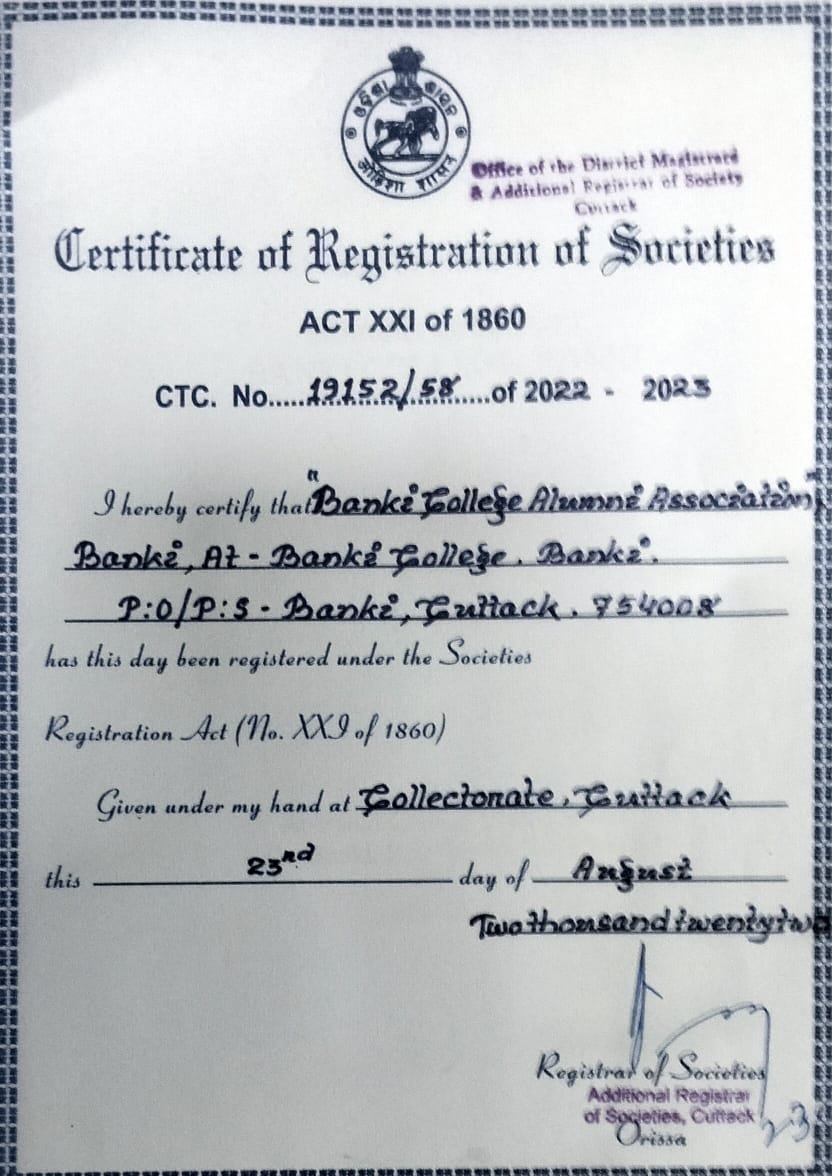 ଓଡ଼ିଶା ଶାସନ
ओड़िशा शासन
Office of the District Magistrate
& Additional Registrar of Society
Cuttack
Certificate of Registration of Societies
ACT XXI of 1860
CTC. No.....19152/58.....of 2022 - 2023
I hereby certify that "Banki College Alumni Association"
Banki, At - Banki College. Banki.
P:O/P:S - Banki, Cuttack. 754008
has this day been registered under the Societies
Registration Act (No. XXI of 1860)
Given under my hand at Collectorate, Cuttack
this 23rd day of August
Two thousand twenty two
Registrar of Societies
Additional Registrar
of Societies, Cuttack
Orissa